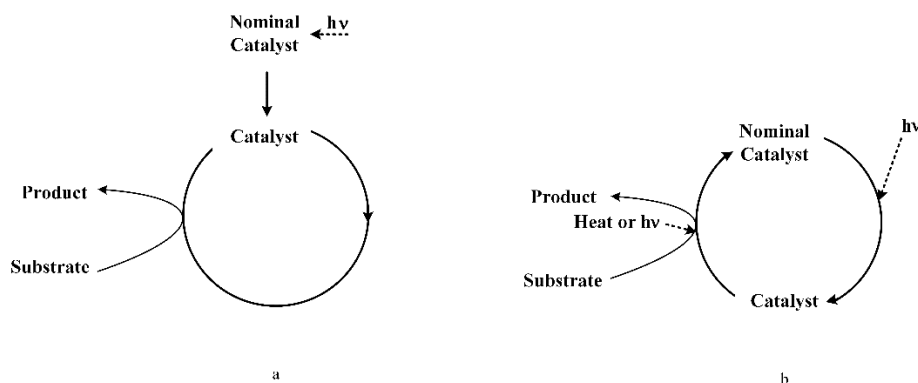 Nominal
Catalyst
hν
Catalyst
Product
Substrate
a
Nominal
Catalyst
hν
Product
Heat or hν
Substrate
Catalyst
b